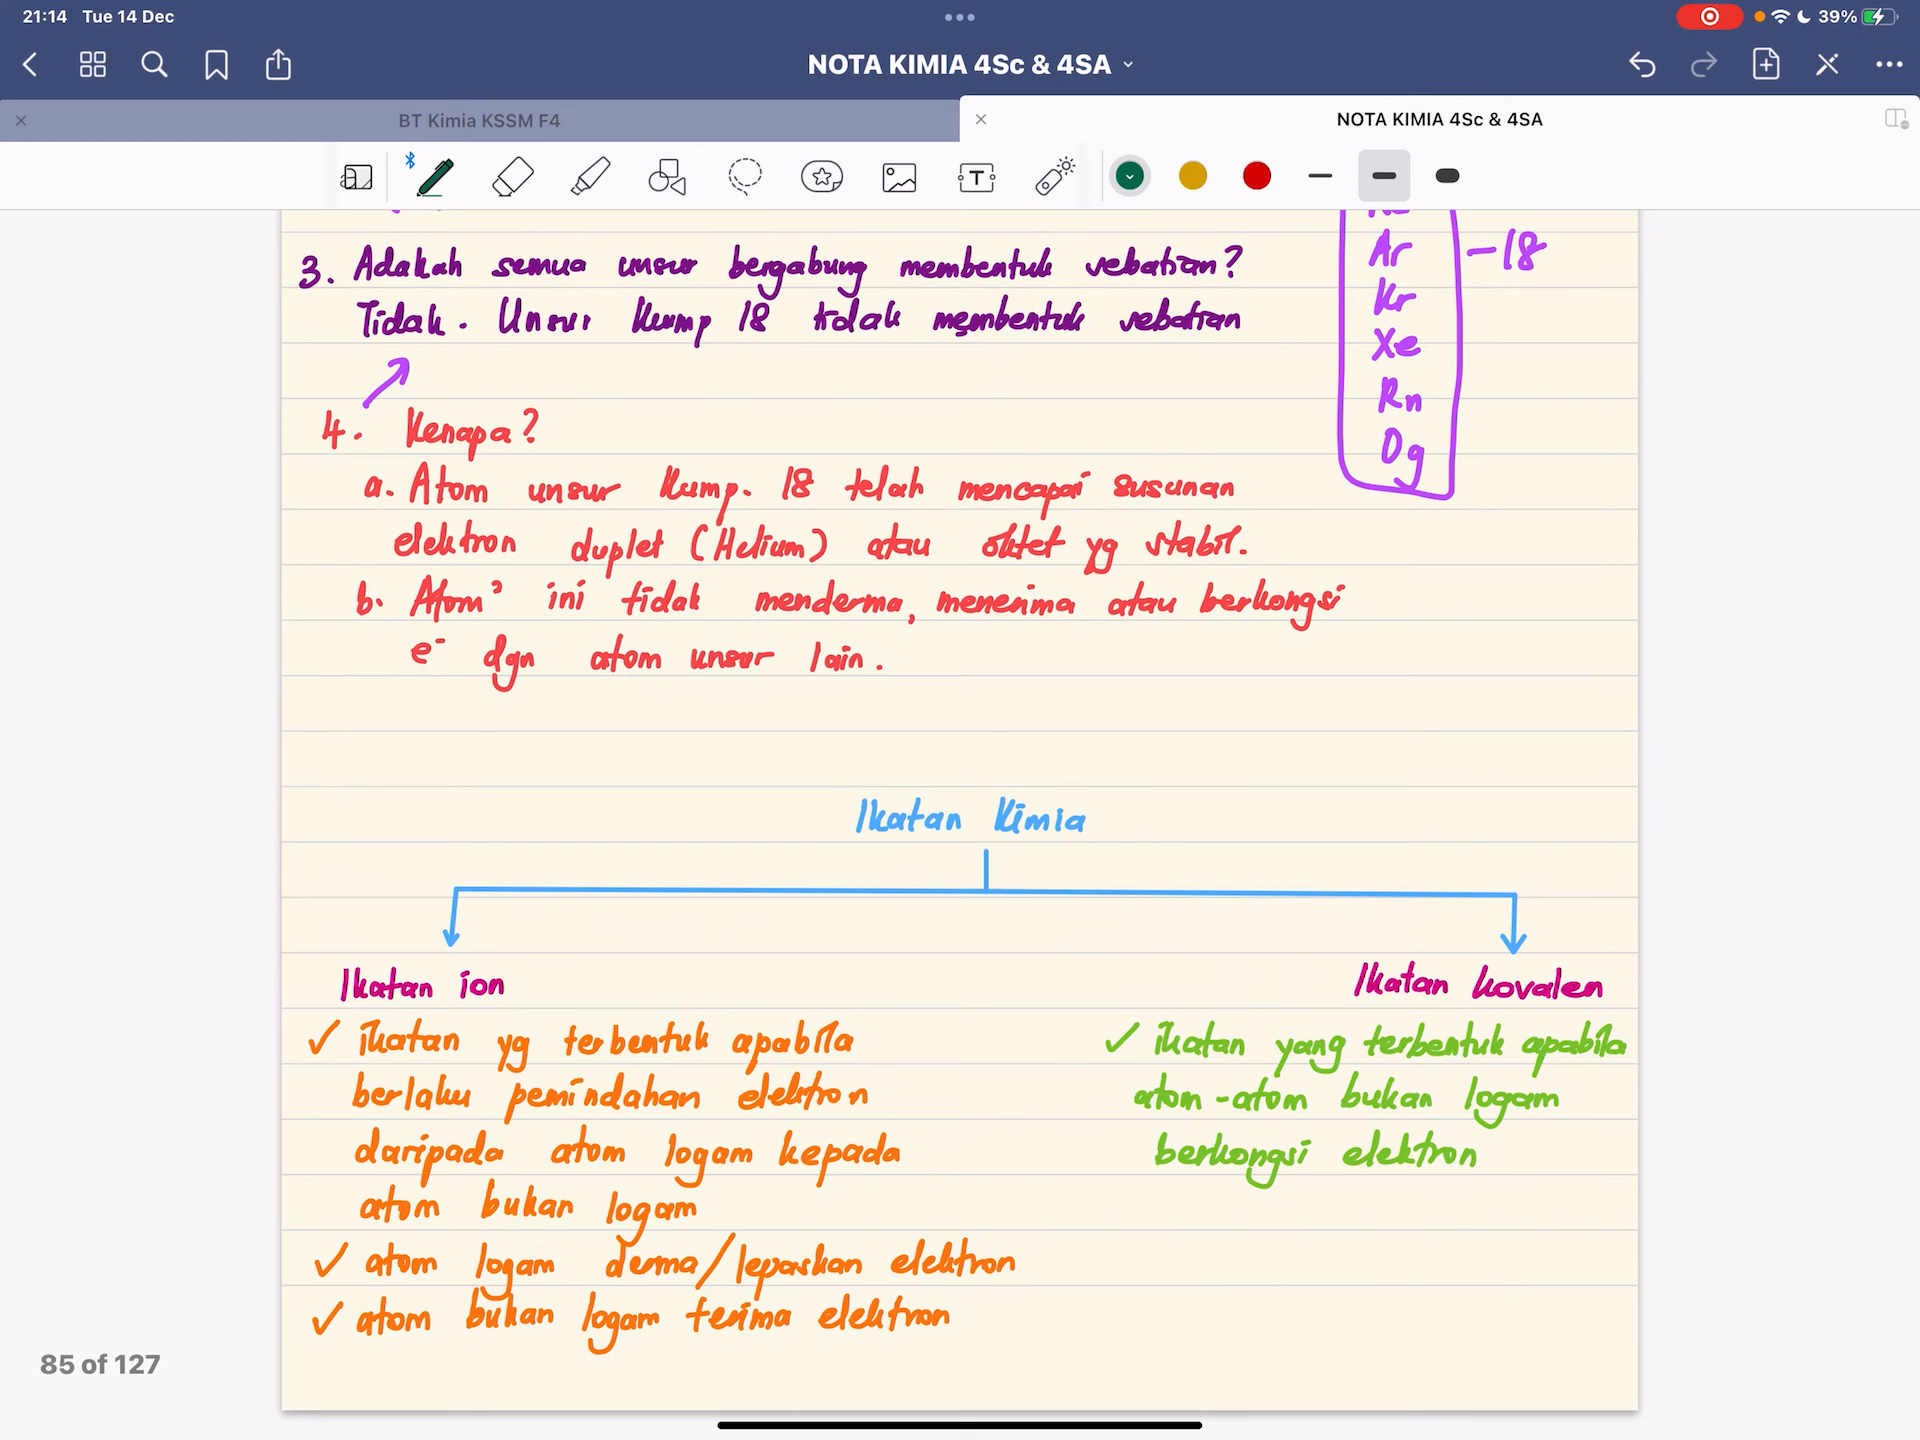 21:14 Tue 14 Dec
39%
NOTA KIMIA 4Sc & 4SA
BT Kimia KSSM F4
NOTA KIMIA 4Sc & 4SA
3. Adakah semua unsur bergabung membentuk sebatian?
Tidak. Unsur Kump 18 tidak membentuk sebatian
Ar -18
Kr
Xe
Rn
Og
4. Kenapa?
a. Atom unsur Kump. 18 telah mencapai susunan
elektron duplet (Helium) atau oktet yg stabil.
b. Atom² ini tidak menderma, menerima atau berkongsi
e⁻ dgn atom unsur lain.
Ikatan Kimia
Ikatan ion
✓ ikatan yg terbentuk apabila
berlaku pemindahan elektron
daripada atom logam kepada
atom bukan logam
✓ atom logam derma/lepaskan elektron
✓ atom bukan logam terima elektron
Ikatan kovalen
✓ ikatan yang terbentuk apabila
atom-atom bukan logam
berkongsi elektron
85 of 127